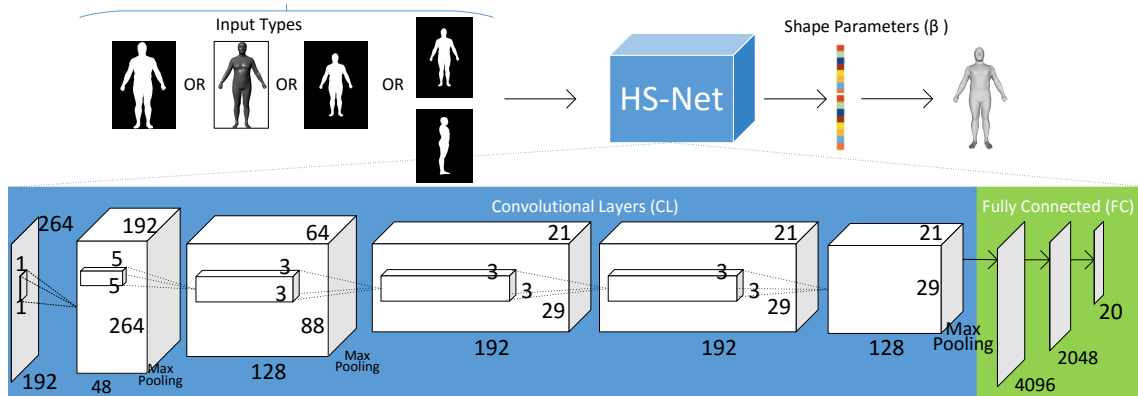 Input Types
Shape Parameters (β )
OR
OR
OR
HS-Net
Convolutional Layers (CL)
Fully Connected (FC)
264
192
64
21
21
21
1
5
3
3
3
1
5
3
3
3
264
88
29
29
29
192
48
Max
Pooling
128
Max
Pooling
192
192
128
Max
Pooling
4096
2048
20